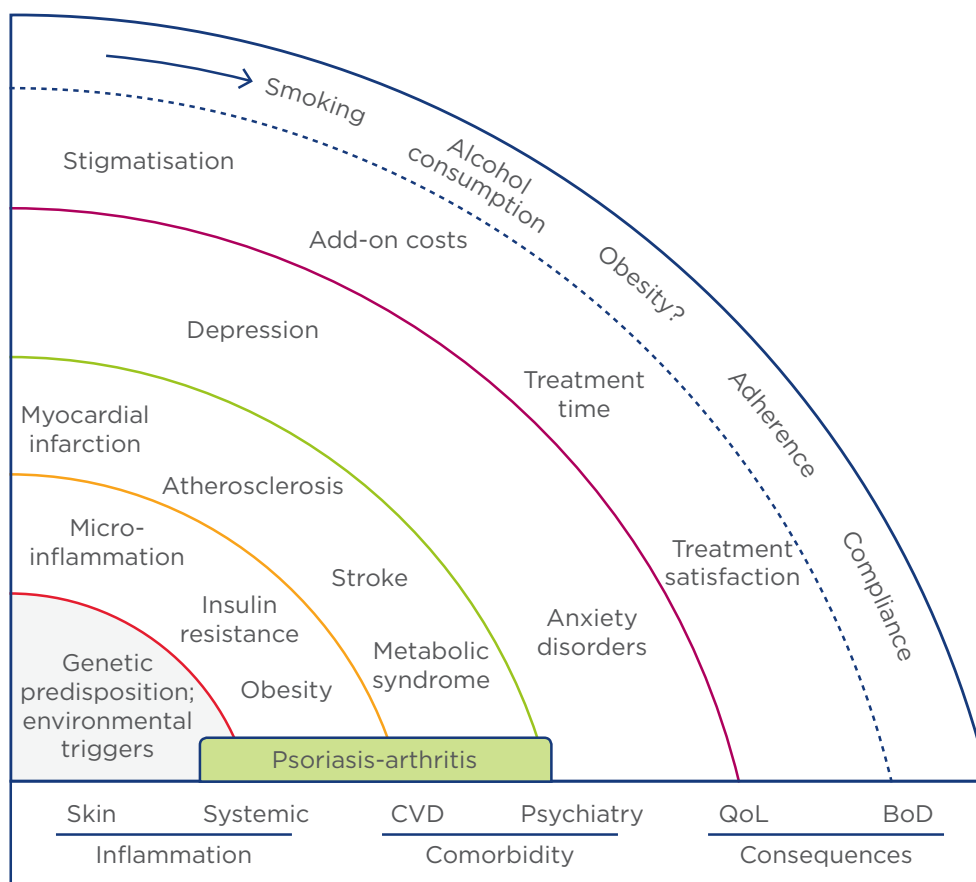 Smoking
Alcohol
consumption
Obesity?
Adherence
Compliance
Stigmatisation
Add-on costs
Treatment
time
Treatment
satisfaction
Depression
Anxiety
disorders
Myocardial
infarction
Atherosclerosis
Stroke
Metabolic
syndrome
Micro-
inflammation
Insulin
resistance
Obesity
Genetic
predisposition;
environmental
triggers
Psoriasis-arthritis
Skin Systemic CVD Psychiatry QoL BoD
Inflammation Comorbidity Consequences